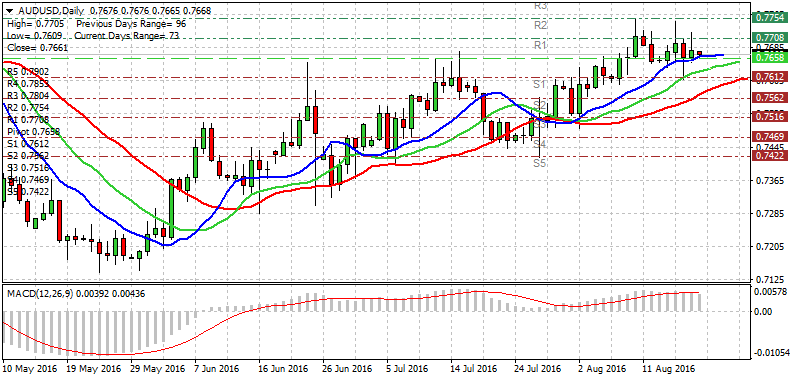 AUDUSD,Daily 0.7676 0.7676 0.7665 0.7668
High= 0.7705 Previous Days Range= 96
Low= 0.7609 Current Days Range= 73
Close= 0.7661
R5 0.7902
R4 0.7853
R3 0.7804
R2 0.7754
R1 0.7708
Pivot 0.7658
S1 0.7612
S2 0.7562
S3 0.7516
S4 0.7469
S5 0.7422
R3
R2
R1
S1
S2
S4
S5
0.7754
0.7708
0.7685
0.7658
0.7612
0.7562
0.7516
0.7469
0.7422
0.7365
0.7285
0.7205
0.7125
MACD(12,26,9) 0.00392 0.00436
0.00578
0.00
-0.01054
10 May 2016
19 May 2016
29 May 2016
7 Jun 2016
16 Jun 2016
26 Jun 2016
5 Jul 2016
14 Jul 2016
24 Jul 2016
2 Aug 2016
11 Aug 2016